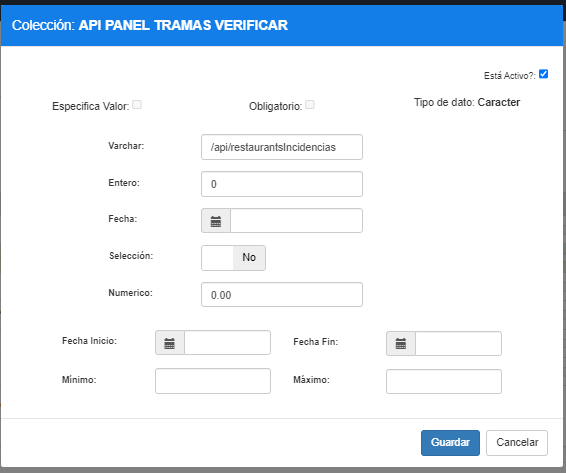 Colección: API PANEL TRAMAS VERIFICAR
Está Activo?:
Especifica Valor:
Obligatorio:
Tipo de dato: Caracter
Varchar:
/api/restaurantsIncidencias
Entero:
0
Fecha:
Selección:
No
Numerico:
0.00
Fecha Inicio:
Fecha Fin:
Mínimo:
Máximo:
Guardar
Cancelar